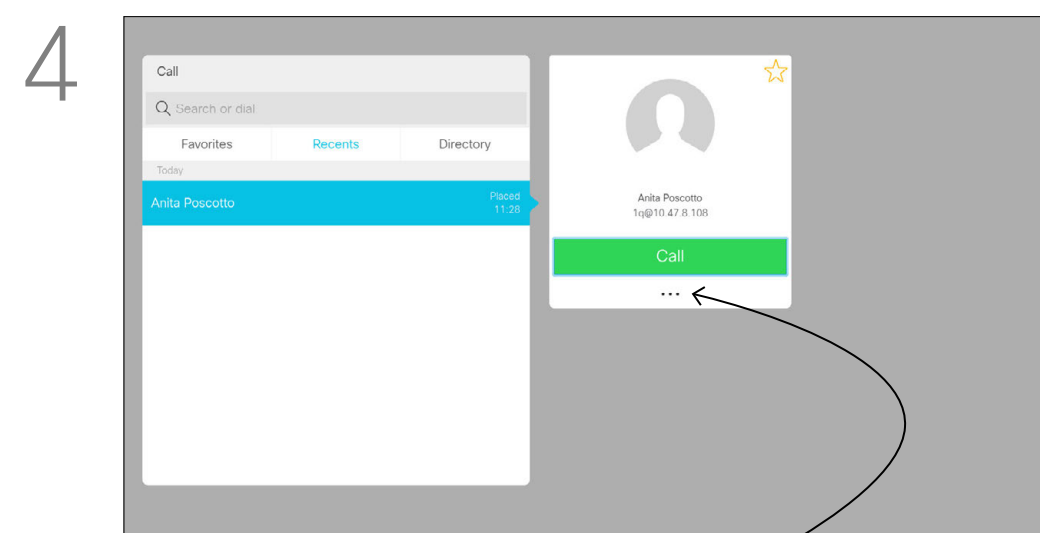 4
Call
Search or dial
Favorites Recents Directory
Today
Anita Poscotto Placed
11:28
Anita Poscotto
1q@10.47.8.108
Call
...